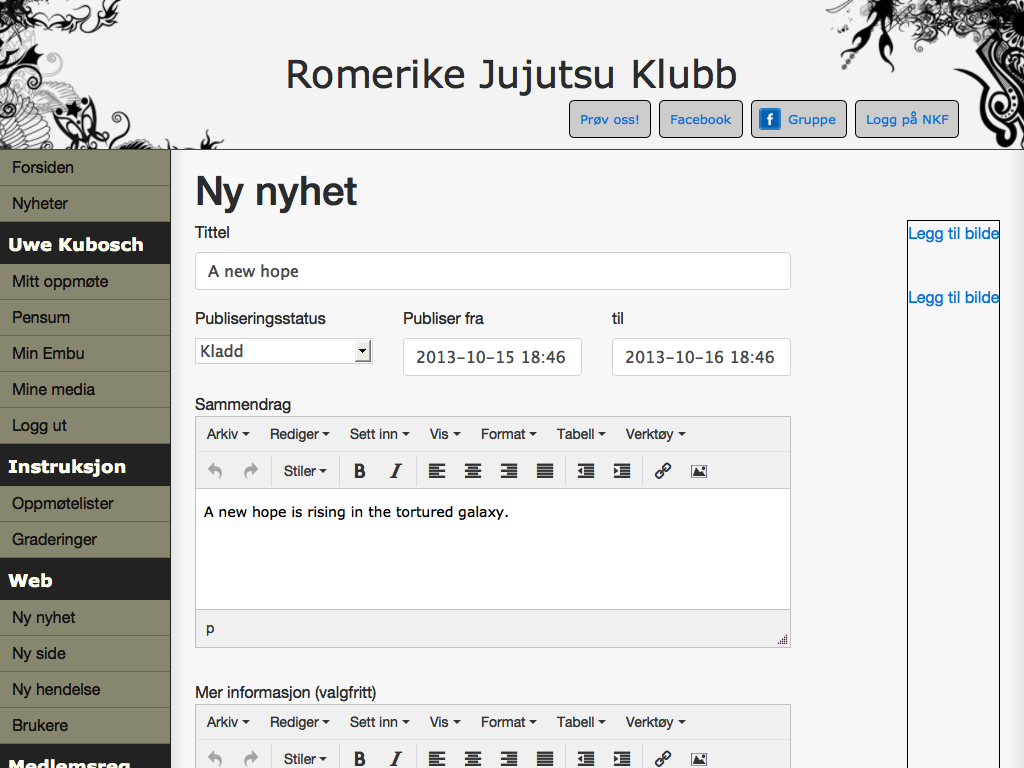 Romerike Jujutsu Klubb
Prøv oss! Facebook Gruppe Logg på NKF
Forsiden
Nyheter
Uwe Kubosch
Mitt oppmøte
Pensum
Min Embu
Mine media
Logg ut
Instruksjon
Oppmøtelister
Graderinger
Web
Ny nyhet
Ny side
Ny hendelse
Brukere
Medlemsreg
Ny nyhet
Tittel
A new hope
Publiseringsstatus Publiser fra til
Kladd 2013-10-15 18:46 2013-10-16 18:46
Sammendrag
Arkiv Rediger Sett inn Vis Format Tabell Verktøy
Stiler B I
A new hope is rising in the tortured galaxy.
p
Mer informasjon (valgfritt)
Arkiv Rediger Sett inn Vis Format Tabell Verktøy
Stiler B I
Legg til bilde
Legg til bilde